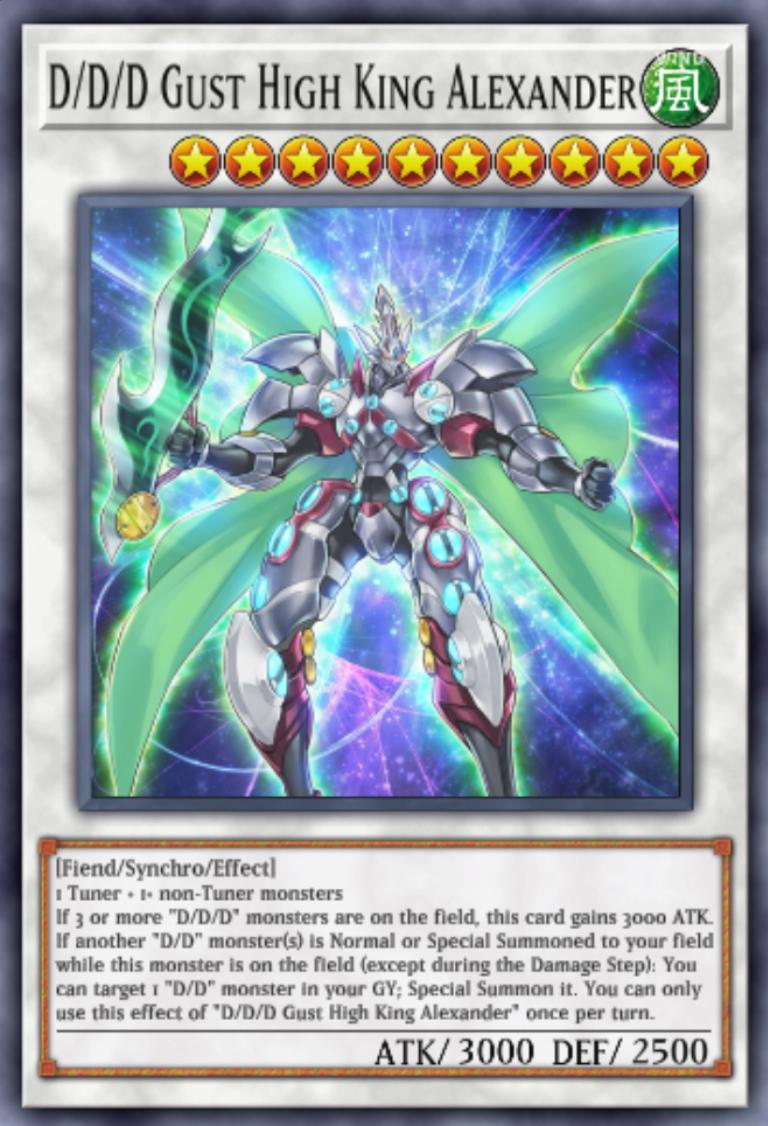 D/D/D Gust High King Alexander
WIND
風
[Fiend/Synchro/Effect]
1 Tuner + 1+ non-Tuner monsters
If 3 or more "D/D/D" monsters are on the field, this card gains 3000 ATK.
If another "D/D" monster(s) is Normal or Special Summoned to your field
while this monster is on the field (except during the Damage Step): You
can target 1 "D/D" monster in your GY; Special Summon it. You can only
use this effect of "D/D/D Gust High King Alexander" once per turn.
ATK/ 3000 DEF/ 2500